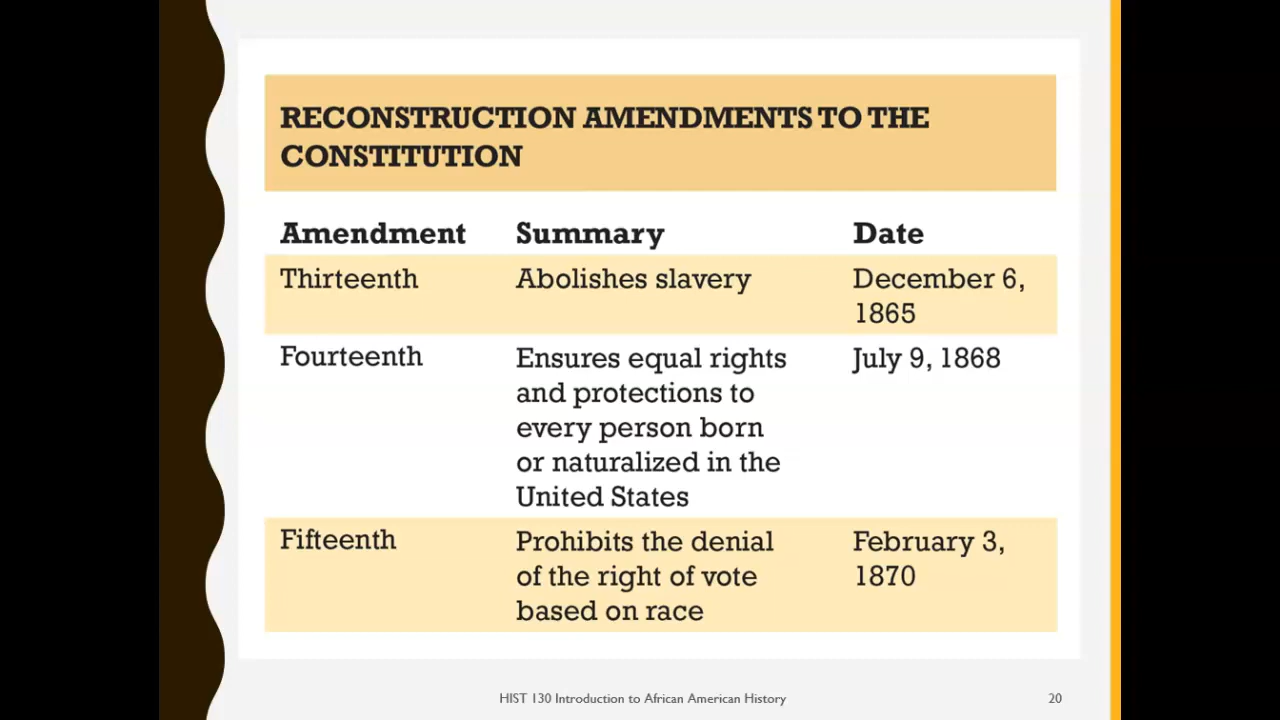 RECONSTRUCTION AMENDMENTS TO THE
CONSTITUTION
Amendment Summary Date
Thirteenth Abolishes slavery December 6,
1865
Fourteenth Ensures equal rights July 9, 1868
and protections to
every person born
or naturalized in the
United States
Fifteenth Prohibits the denial February 3,
of the right of vote 1870
based on race
HIST 130 Introduction to African American History 20